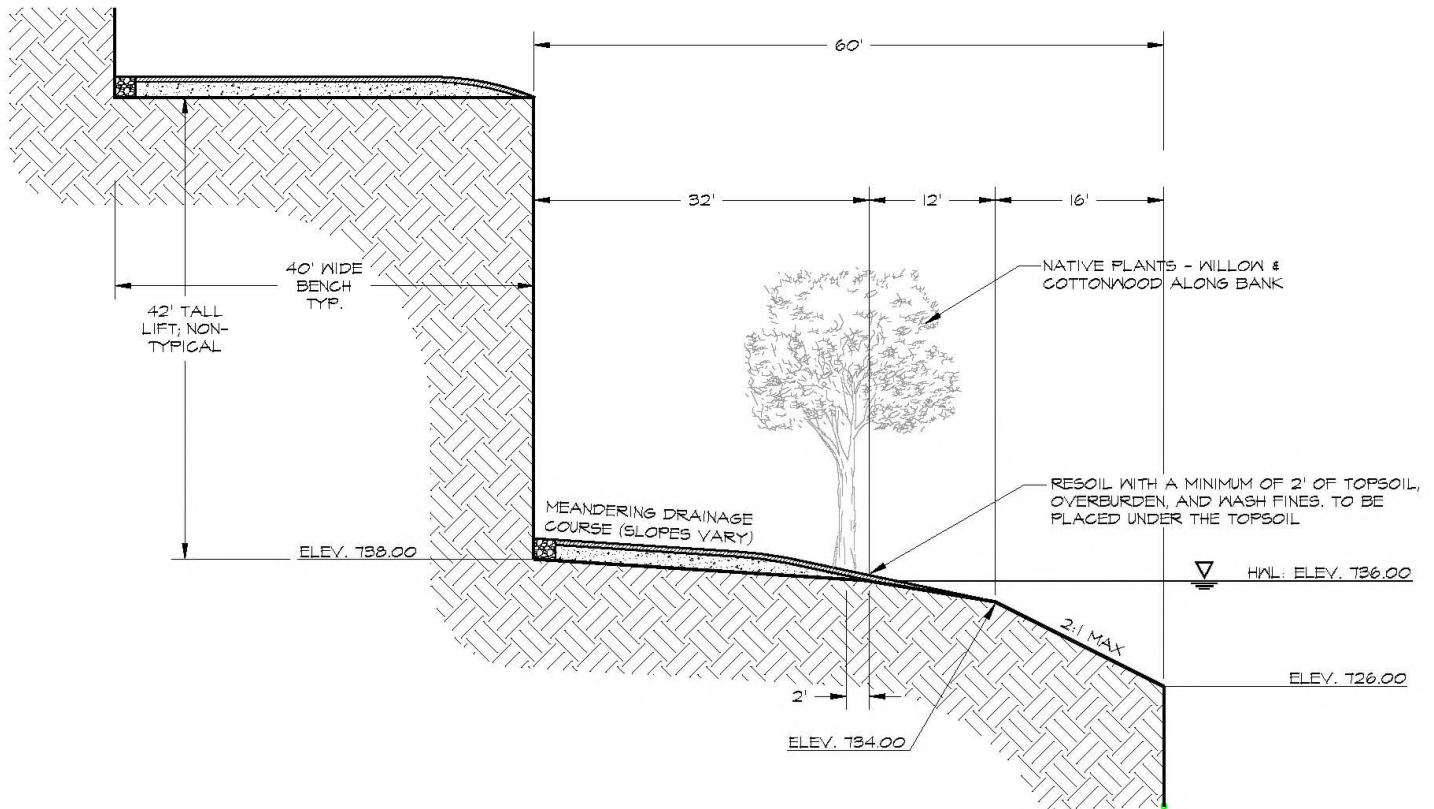 60'
32'
12'
16'
40' WIDE
BENCH
TYP.
42' TALL
LIFT; NON-
TYPICAL
NATIVE PLANTS - WILLOW &
COTTONWOOD ALONG BANK
RESOIL WITH A MINIMUM OF 2' OF TOPSOIL,
OVERBURDEN, AND WASH FINES. TO BE
PLACED UNDER THE TOPSOIL
MEANDERING DRAINAGE
COURSE (SLOPES VARY)
ELEV. 738.00
HWL: ELEV. 736.00
2:1 MAX
ELEV. 726.00
2'
ELEV. 734.00